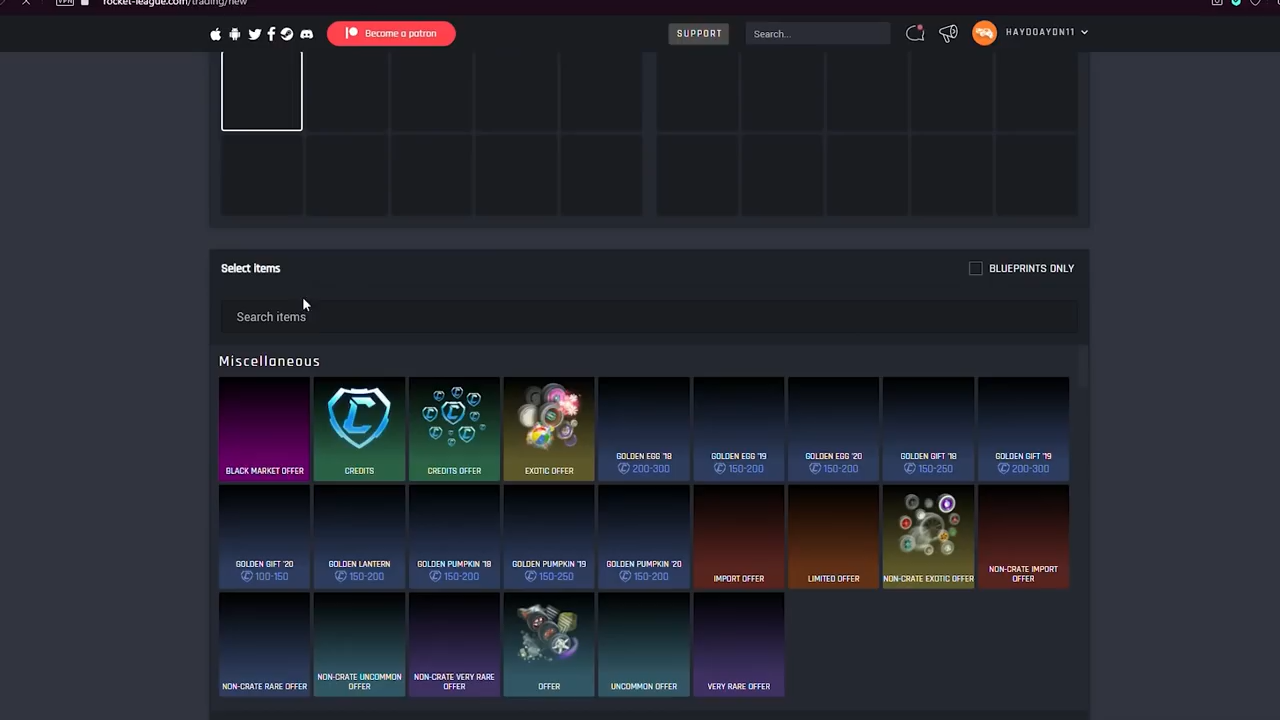 rocket-league.com/trading/new
VPN
Become a patron
SUPPORT
Search...
HAYDDAYDN11
Select Items
BLUEPRINTS ONLY
Search items
Miscellaneous
BLACK MARKET OFFER
CREDITS
CREDITS OFFER
EXOTIC OFFER
GOLDEN EGG '18
200-300
GOLDEN EGG '19
150-200
GOLDEN EGG '20
150-200
GOLDEN GIFT '18
150-250
GOLDEN GIFT '19
200-300
GOLDEN GIFT '20
100-150
GOLDEN LANTERN
150-200
GOLDEN PUMPKIN '18
150-200
GOLDEN PUMPKIN '19
150-250
GOLDEN PUMPKIN '20
150-200
IMPORT OFFER
LIMITED OFFER
NON-CRATE EXOTIC OFFER
NON-CRATE IMPORT
OFFER
NON-CRATE RARE OFFER
NON-CRATE UNCOMMON
OFFER
NON-CRATE VERY RARE
OFFER
OFFER
UNCOMMON OFFER
VERY RARE OFFER